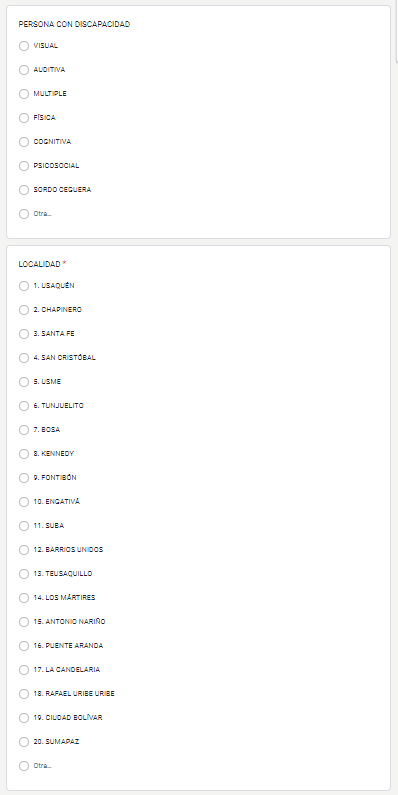 PERSONA CON DISCAPACIDAD
VISUAL
AUDITIVA
MULTIPLE
FÍSICA
COGNITIVA
PSICOSOCIAL
SORDO CEGUERA
Otra...
LOCALIDAD *
1. USAQUÉN
2. CHAPINERO
3. SANTA FE
4. SAN CRISTÓBAL
5. USME
6. TUNJUELITO
7. BOSA
8. KENNEDY
9. FONTIBÓN
10. ENGATIVÁ
11. SUBA
12. BARRIOS UNIDOS
13. TEUSAQUILLO
14. LOS MÁRTIRES
15. ANTONIO NARIÑO
16. PUENTE ARANDA
17. LA CANDELARIA
18. RAFAEL URIBE URIBE
19. CIUDAD BOLÍVAR
20. SUMAPAZ
Otra...